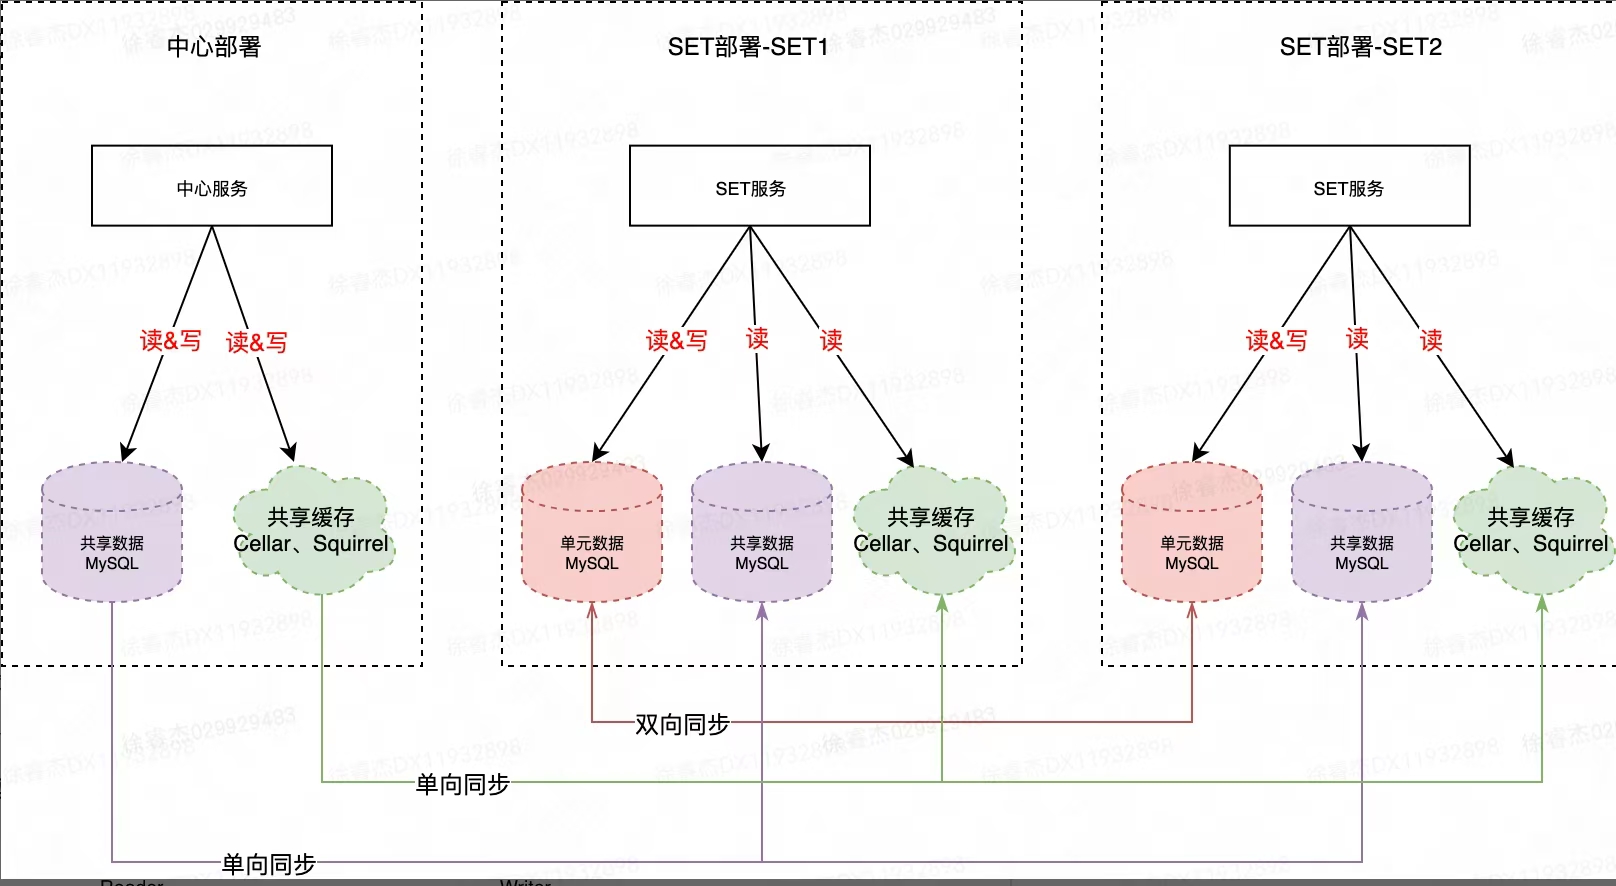 中心部署
SET部署-SET1
SET部署-SET2
中心服务
SET服务
SET服务
读&写
读&写
读&写
读
读
读&写
读
读
共享数据
MySQL
共享缓存
Cellar、Squirrel
单元数据
MySQL
共享数据
MySQL
共享缓存
Cellar、Squirrel
单元数据
MySQL
共享数据
MySQL
共享缓存
Cellar、Squirrel
双向同步
单向同步
单向同步
徐睿杰DX11932898
徐睿杰029929483